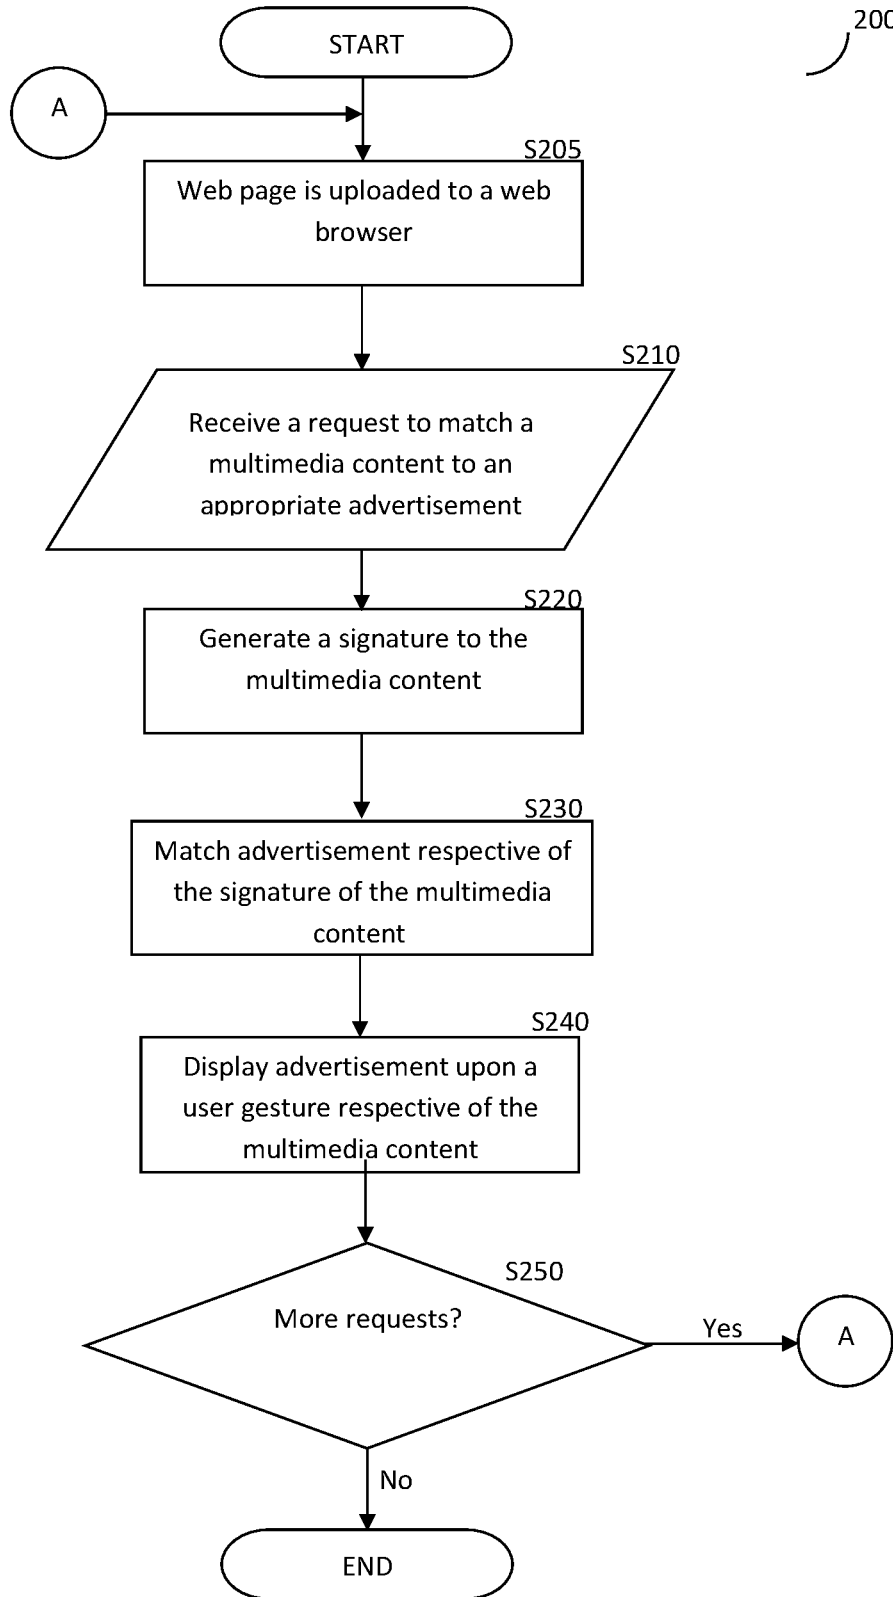 200
START
A
S205
Web page is uploaded to a web
browser
S210
Receive a request to match a
multimedia content to an
appropriate advertisement
S220
Generate a signature to the
multimedia content
S230
Match advertisement respective of
the signature of the multimedia
content
S240
Display advertisement upon a
user gesture respective of the
multimedia content
S250
More requests?
Yes
A
No
END